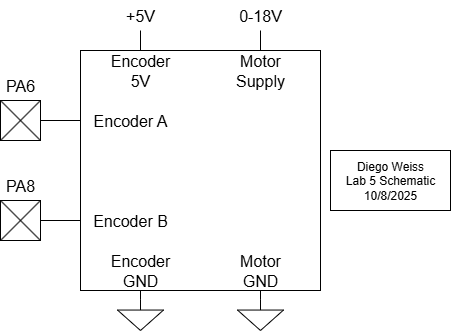 +5V
0-18V
Encoder
5V
Motor
Supply
PA6
Encoder A
PA8
Encoder B
Encoder
GND
Motor
GND
Diego Weiss
Lab 5 Schematic
10/8/2025